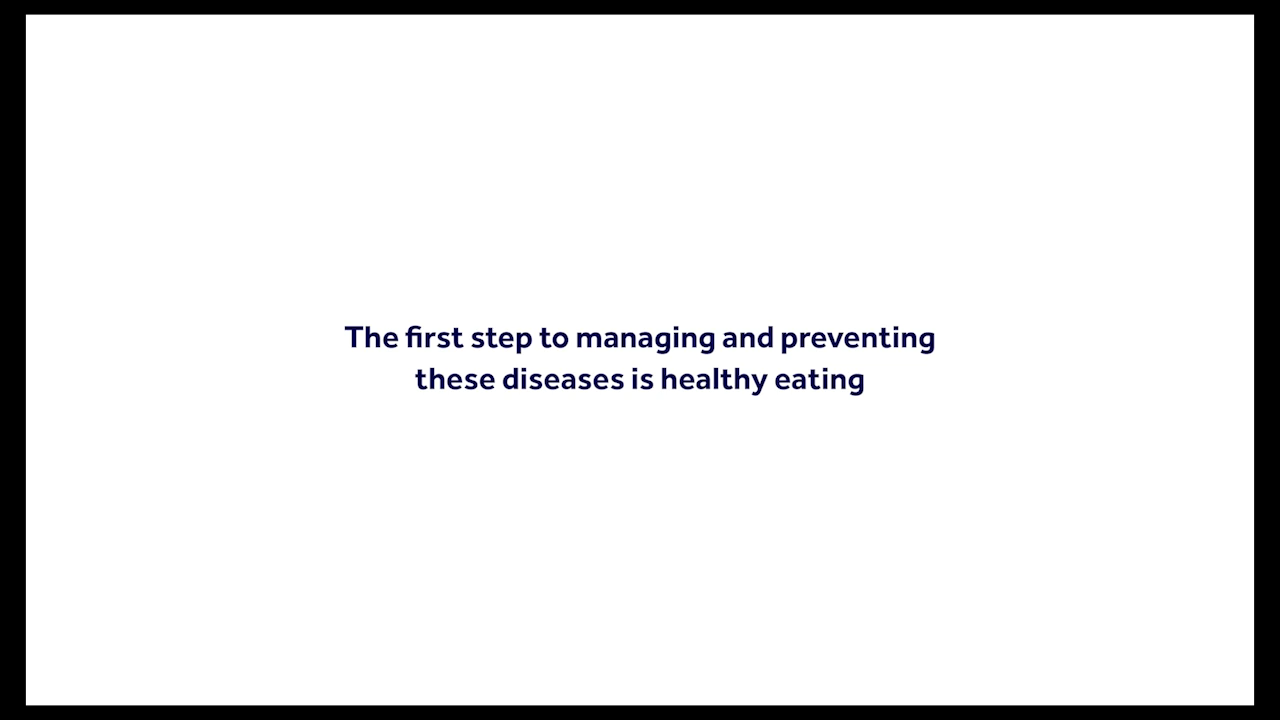 The first step to managing and preventing
these diseases is healthy eating